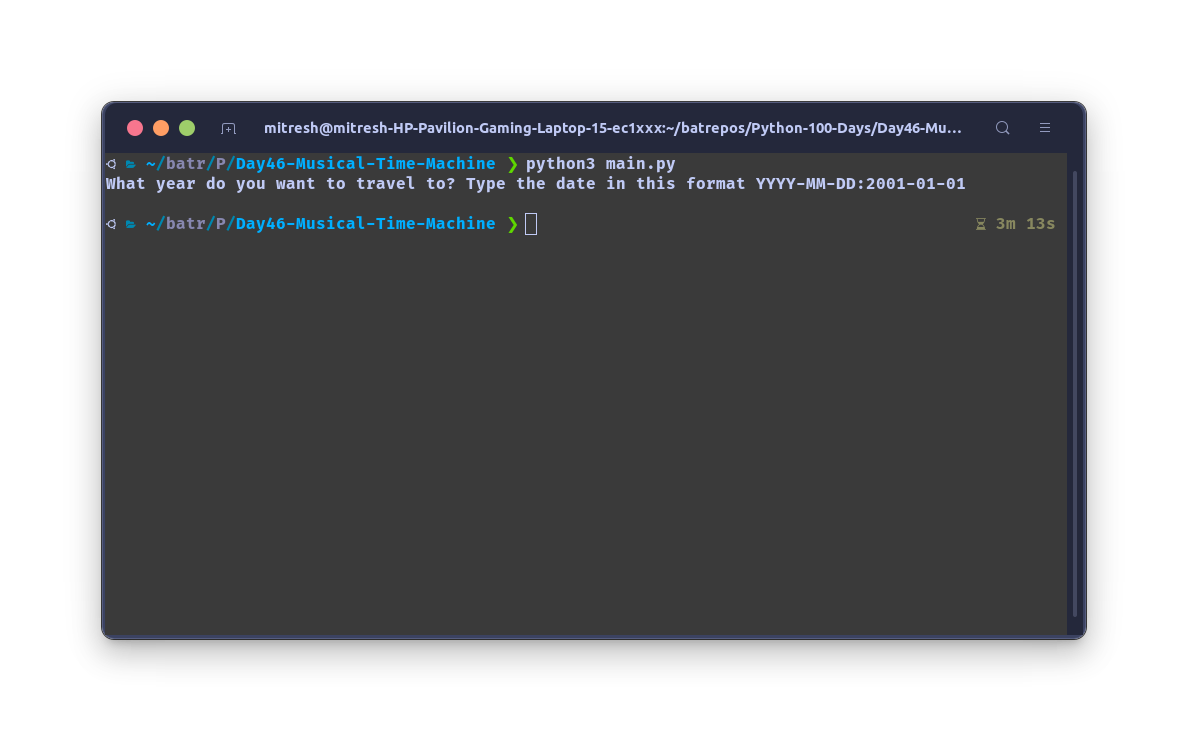 mitresh@mitresh-HP-Pavilion-Gaming-Laptop-15-ec1xxx:~/batrepos/Python-100-Days/Day46-Mu...
~/batr/P/Day46-Musical-Time-Machine ❯ python3 main.py
What year do you want to travel to? Type the date in this format YYYY-MM-DD:2001-01-01
~/batr/P/Day46-Musical-Time-Machine ❯ 3m 13s